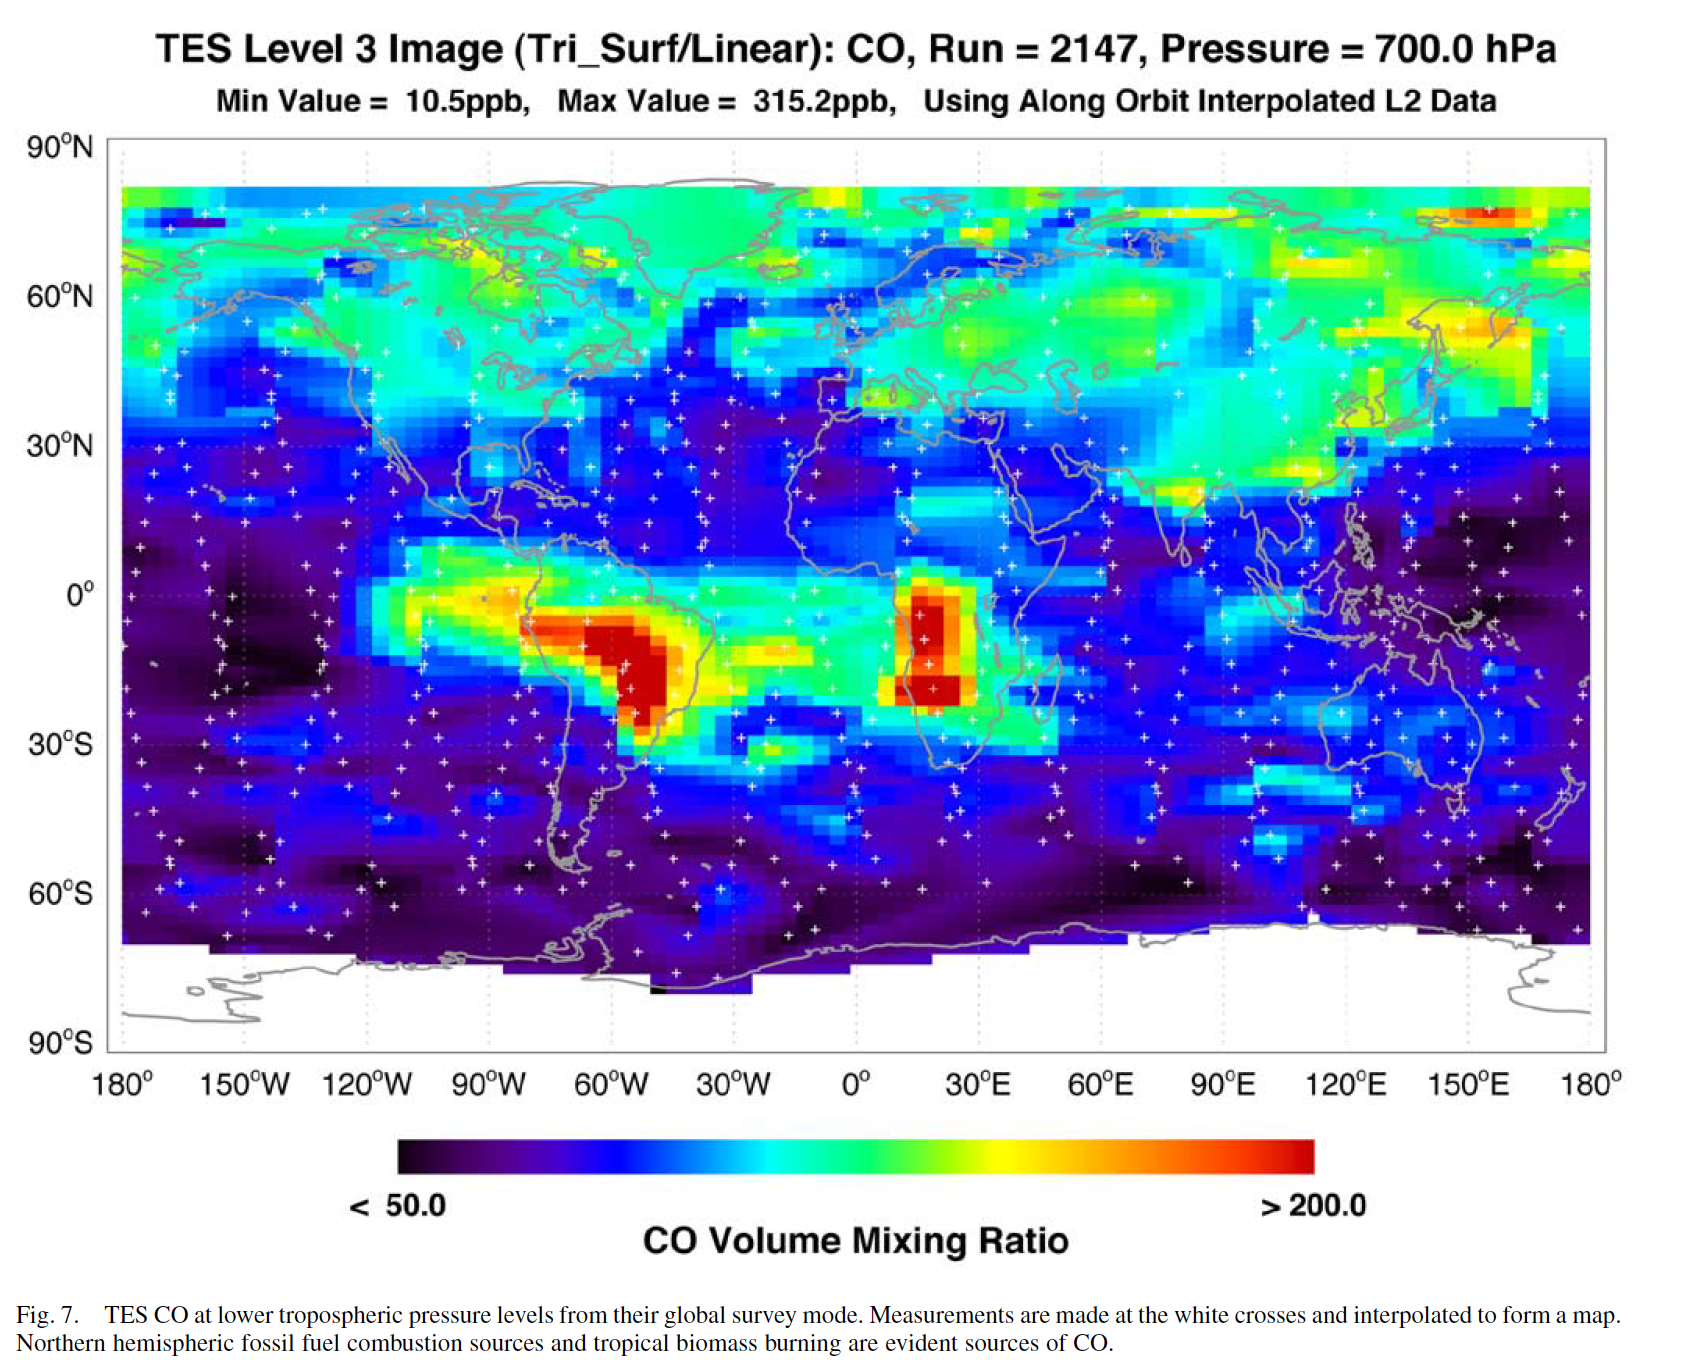 TES Level 3 Image (Tri_Surf/Linear): CO, Run = 2147, Pressure = 700.0 hPa
Min Value = 10.5ppb, Max Value = 315.2ppb, Using Along Orbit Interpolated L2 Data
90°N
60°N
30°N
0°
30°S
60°S
90°S
180° 150°W 120°W 90°W 60°W 30°W 0° 30°E 60°E 90°E 120°E 150°E 180°
< 50.0 > 200.0
CO Volume Mixing Ratio
Fig. 7. TES CO at lower tropospheric pressure levels from their global survey mode. Measurements are made at the white crosses and interpolated to form a map.
Northern hemispheric fossil fuel combustion sources and tropical biomass burning are evident sources of CO.